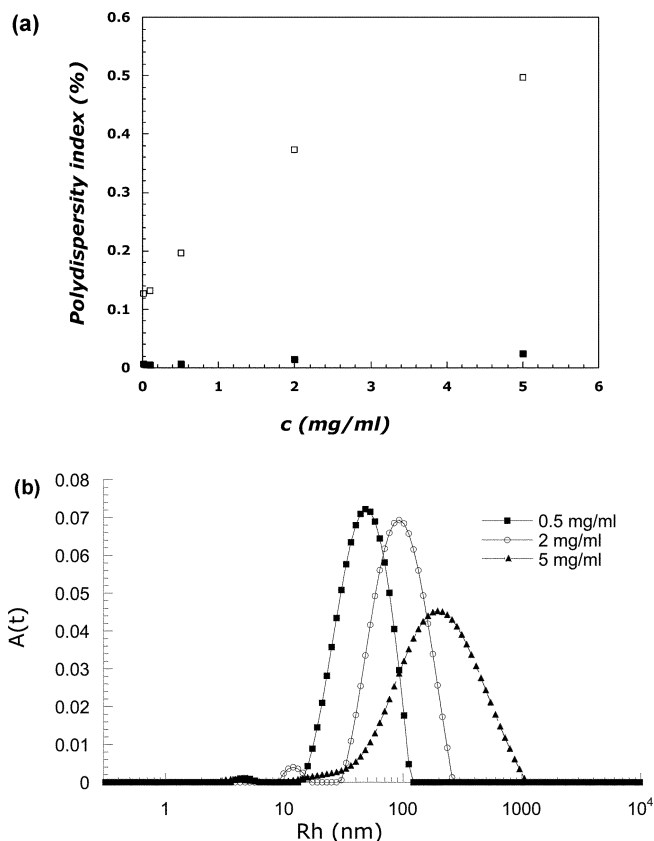 (a)
0.6
0.5
0.4
0.3
0.2
0.1
0
Polydispersity index (%)
0 1 2 3 4 5 6
c (mg/ml)
(b)
0.08
0.07
0.06
0.05
0.04
0.03
0.02
0.01
0
A(t)
0.5 mg/ml
2 mg/ml
5 mg/ml
1 10 100 1000 10⁴
Rh (nm)